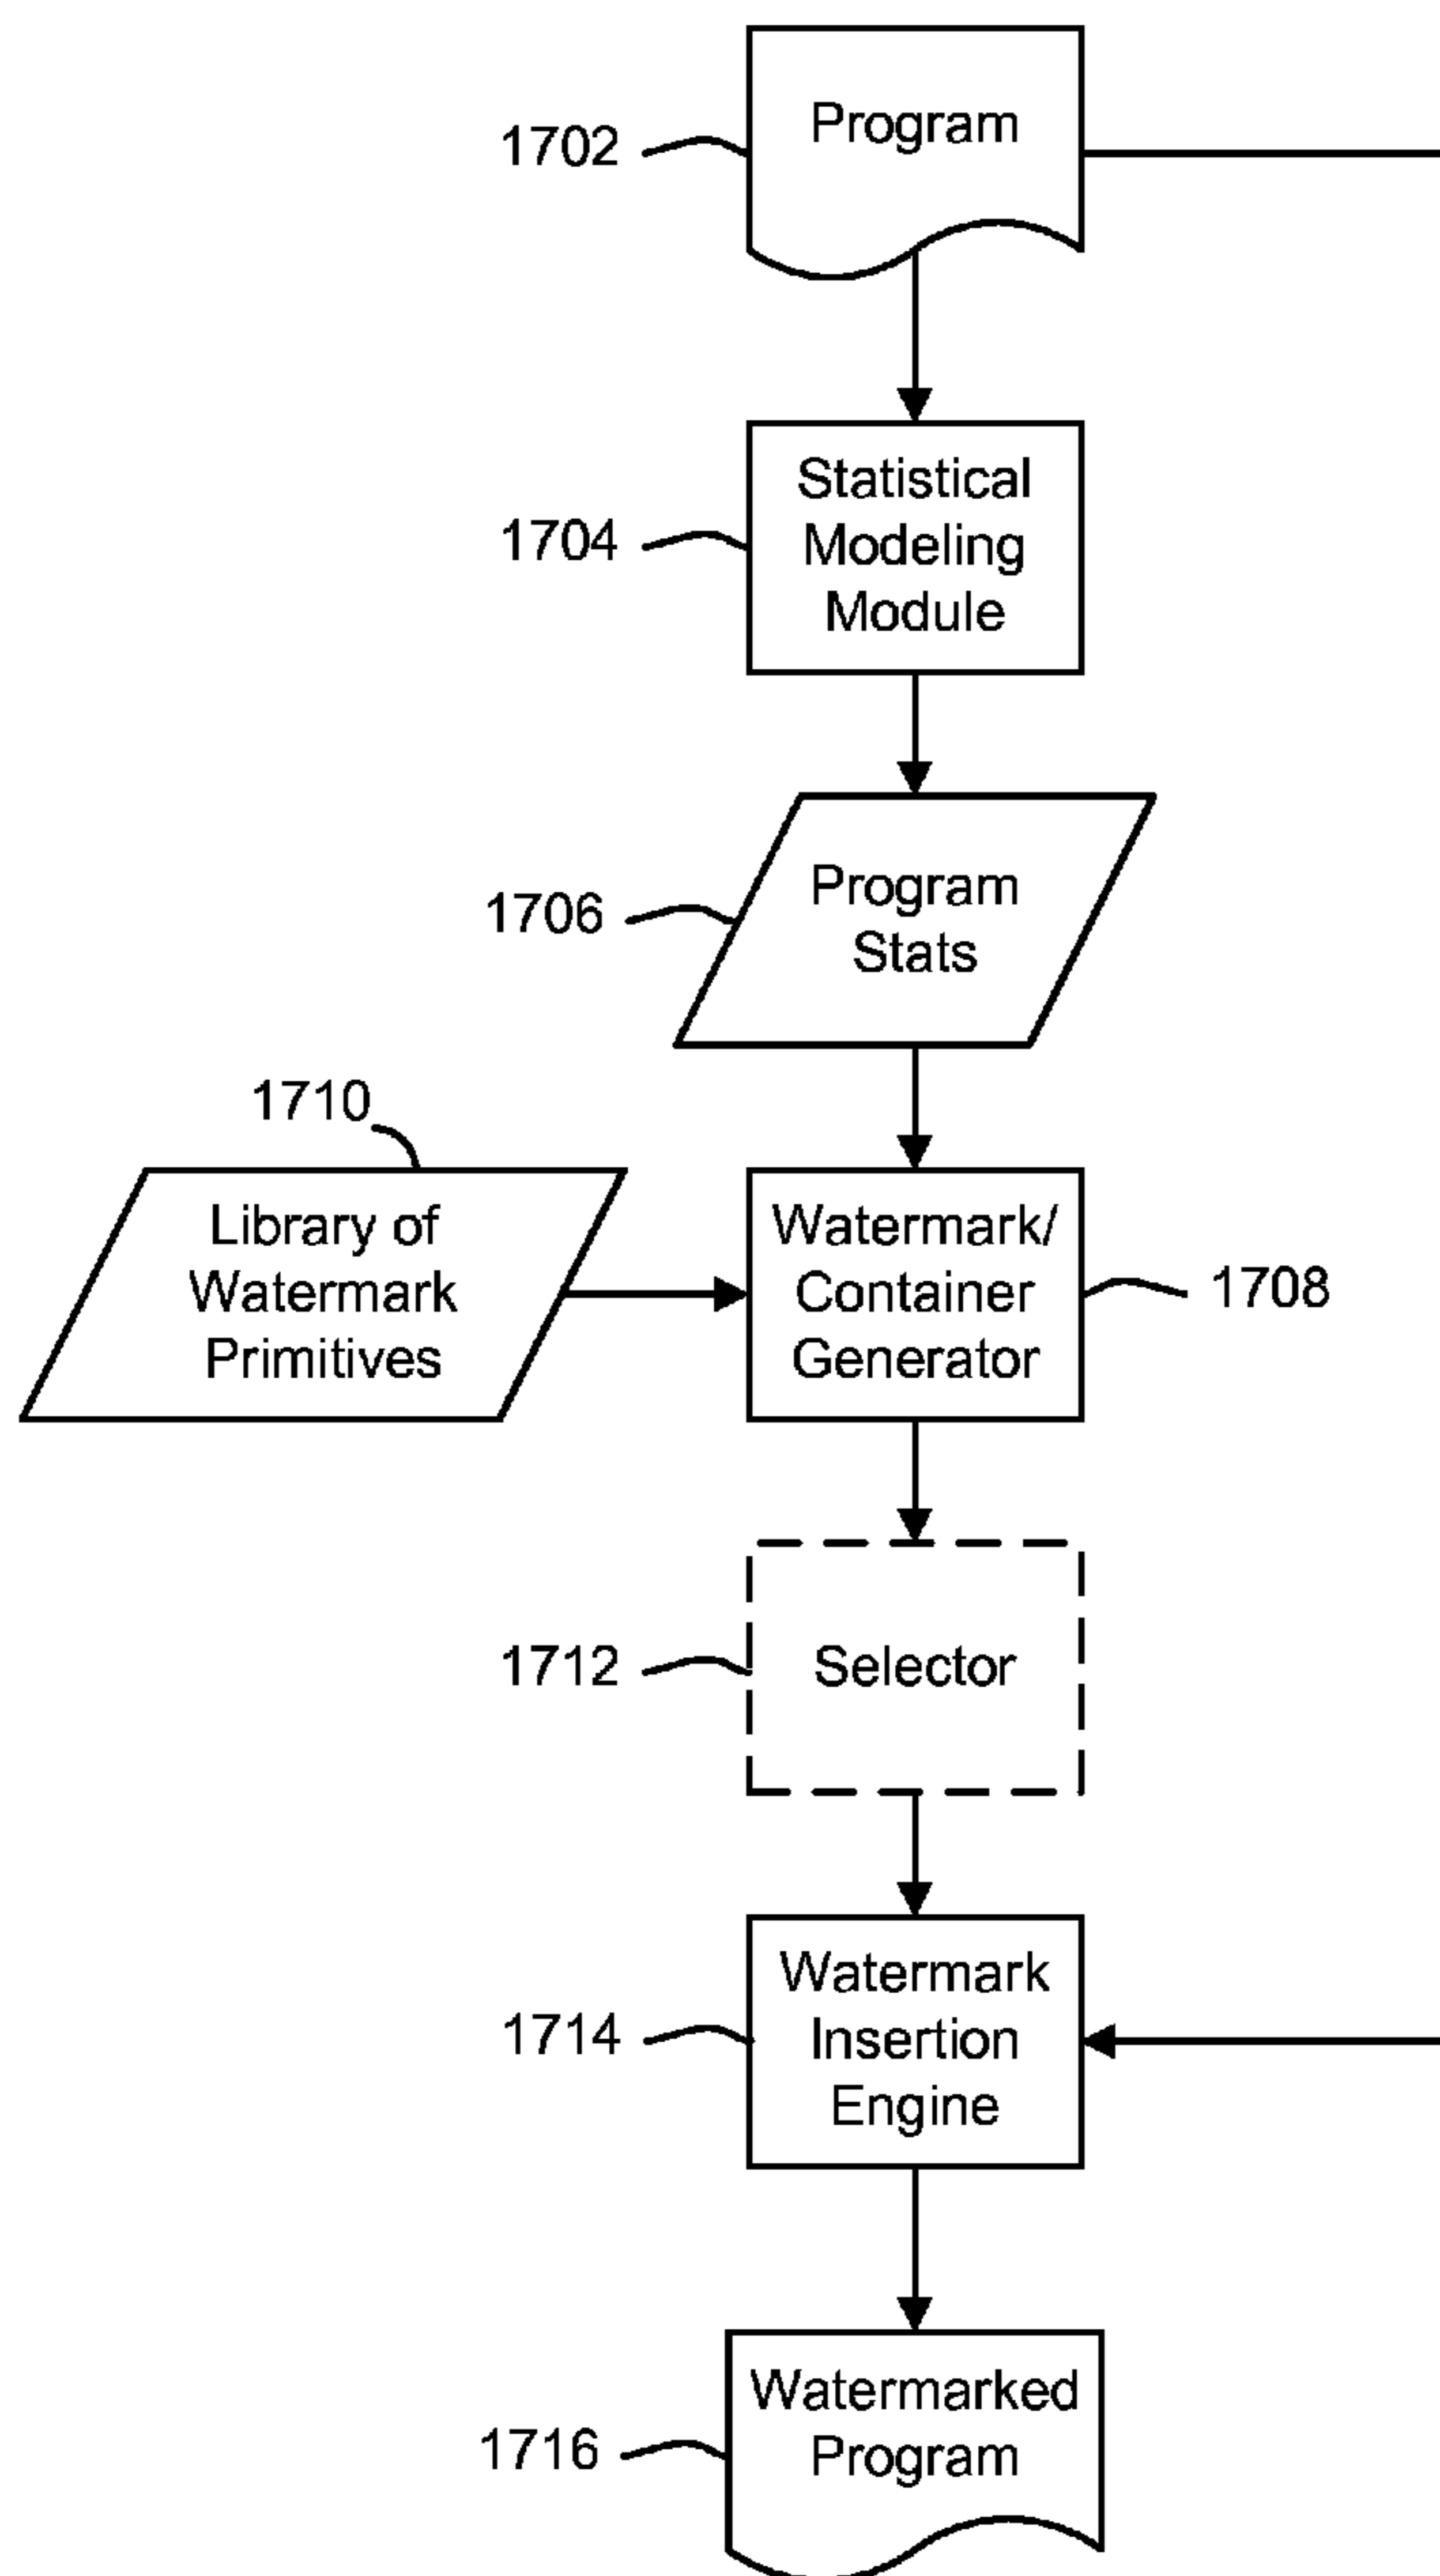 Program
1702
Statistical
Modeling
Module
1704
Program
Stats
1706
1710
Library of
Watermark
Primitives
Watermark/
Container
Generator
1708
Selector
1712
Watermark
Insertion
Engine
1714
Watermarked
Program
1716